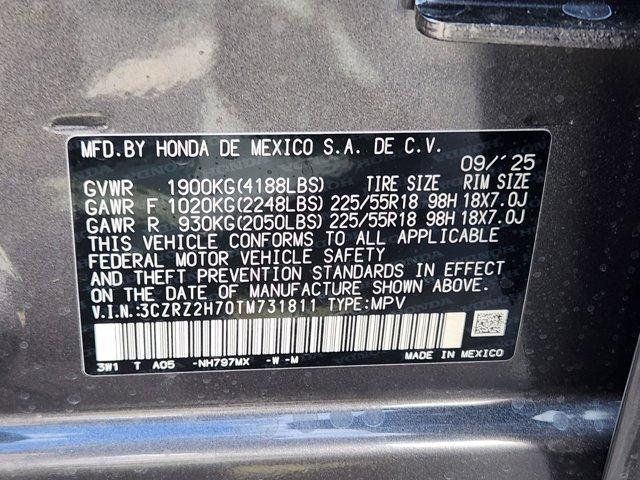 MFD.BY HONDA DE MEXICO S.A. DE C.V.
09/'25
GVWR 1900KG(4188LBS) TIRE SIZE RIM SIZE
GAWR F 1020KG(2248LBS) 225/55R18 98H 18X7.0J
GAWR R 930KG(2050LBS) 225/55R18 98H 18X7.0J
THIS VEHICLE CONFORMS TO ALL APPLICABLE
FEDERAL MOTOR VEHICLE SAFETY
AND THEFT PREVENTION STANDARDS IN EFFECT
ON THE DATE OF MANUFACTURE SHOWN ABOVE.
V.I.N.:3CZRZ2H70TM731811 TYPE:MPV
3W1 T A05 -NH797MX -W -M
MADE IN MEXICO